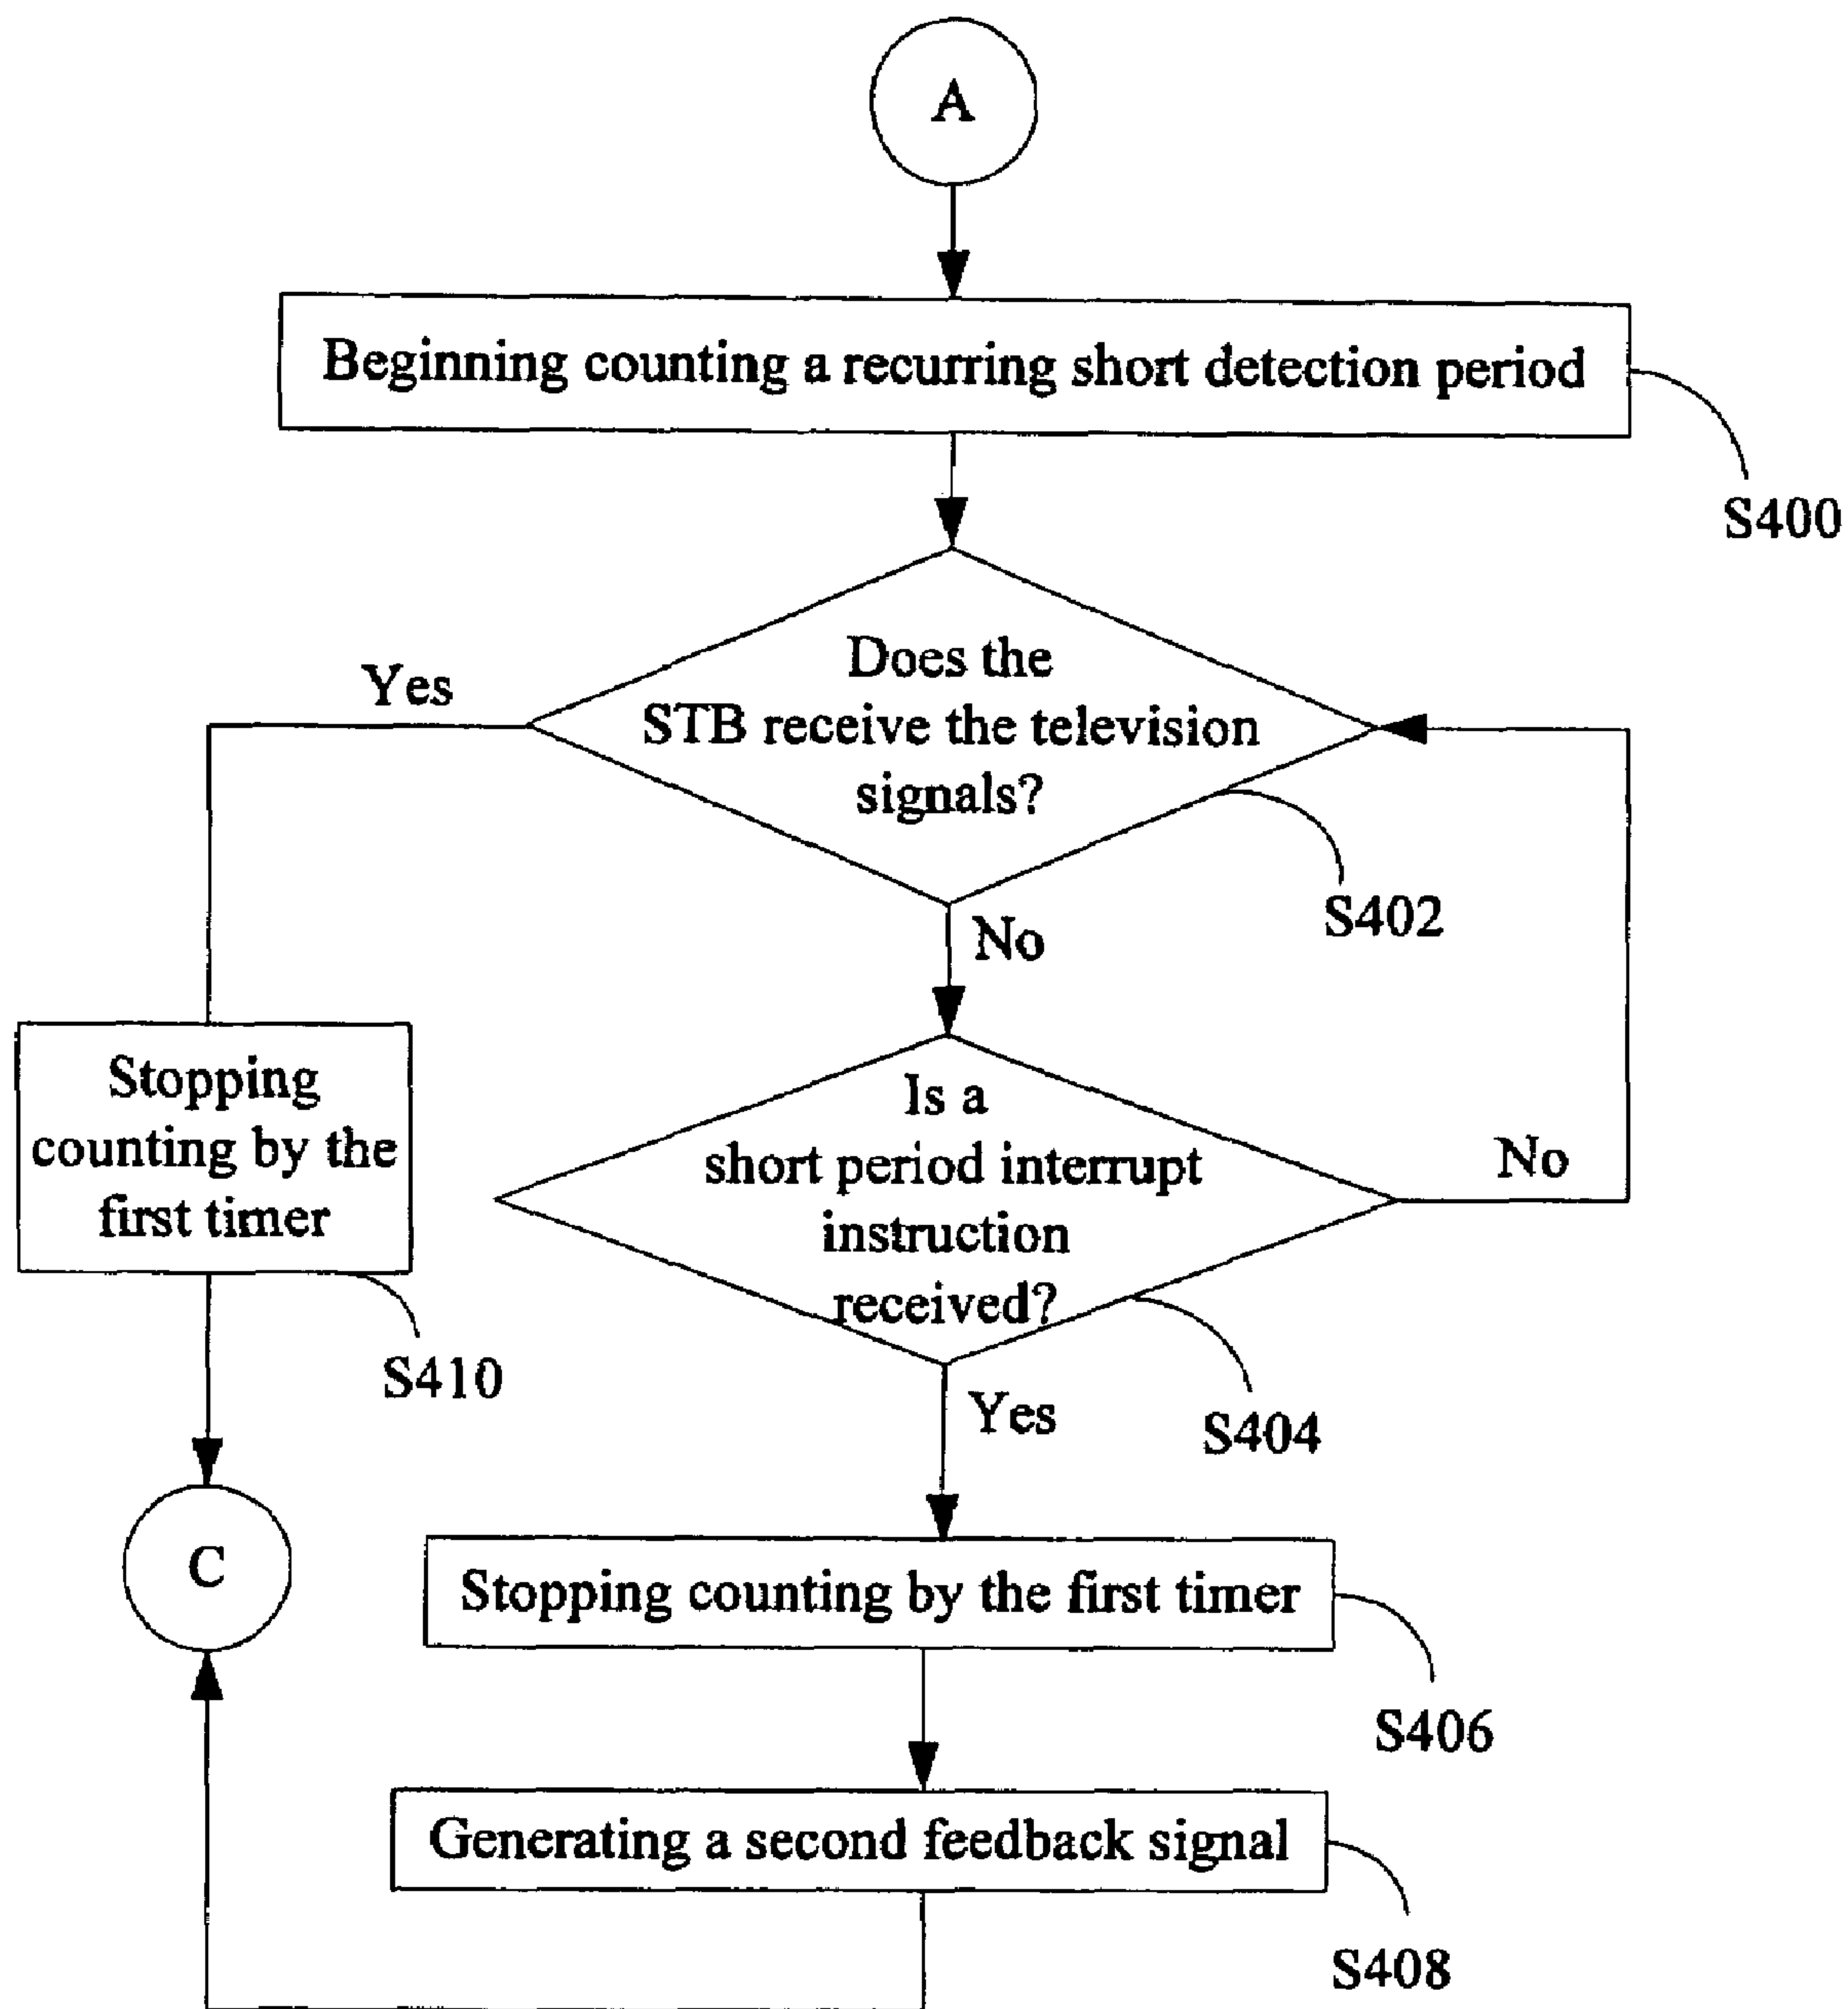 A
Beginning counting a recurring short detection period
S400
Does the
STB receive the television
signals?
Yes
S402
No
Is a
short period interrupt
instruction
received?
No
Stopping
counting by the
first timer
S410
Yes
S404
C
Stopping counting by the first timer
S406
Generating a second feedback signal
S408